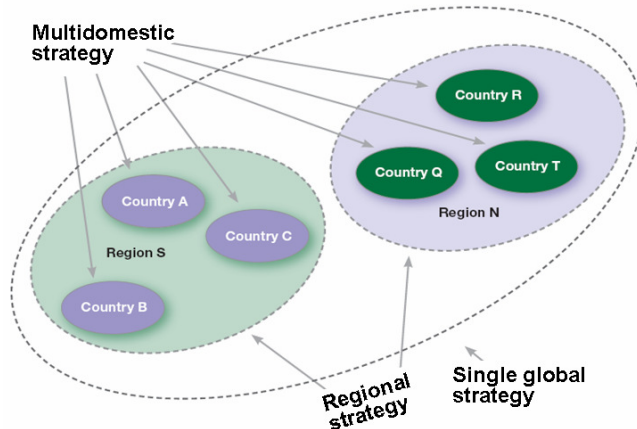 Multidomestic
strategy
Country R
Country Q
Country T
Region N
Country A
Country C
Region S
Country B
Regional
strategy
Single global
strategy